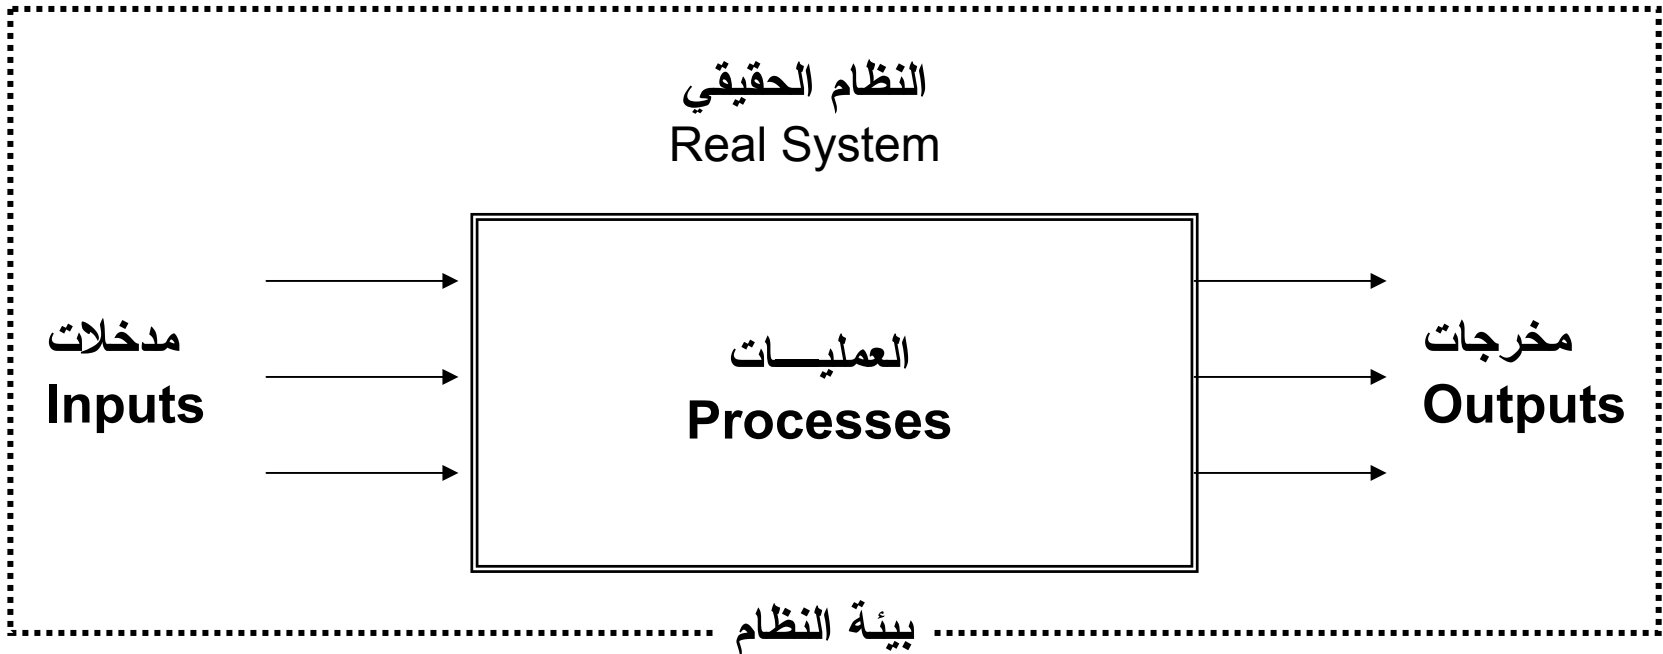 النظام الحقيقي
Real System
مدخلات
Inputs
العمليـــات
Processes
مخرجات
Outputs
بيئة النظام